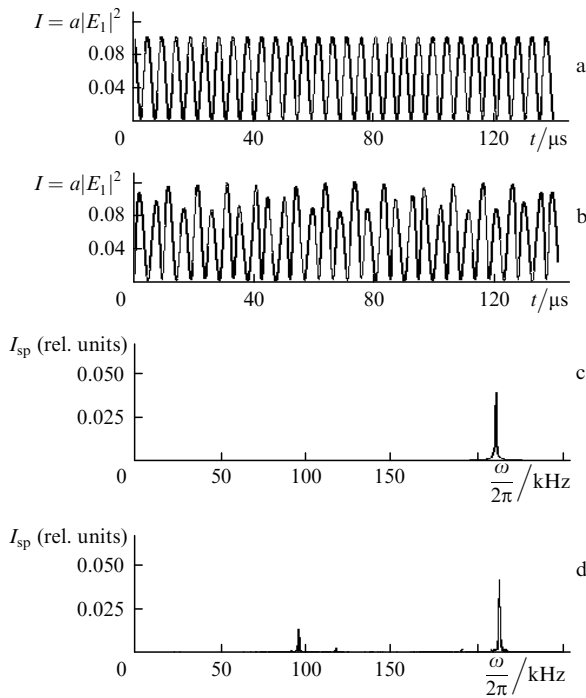 I = a|E₁|²
0.08
0.04
0 40 80 120 t/μs
a
I = a|E₁|²
0.08
0.04
0 40 80 120 t/μs
b
I_sp (rel. units)
0.050
0.025
0 50 100 150 ω/2π/kHz
c
I_sp (rel. units)
0.050
0.025
0 50 100 150 ω/2π/kHz
d